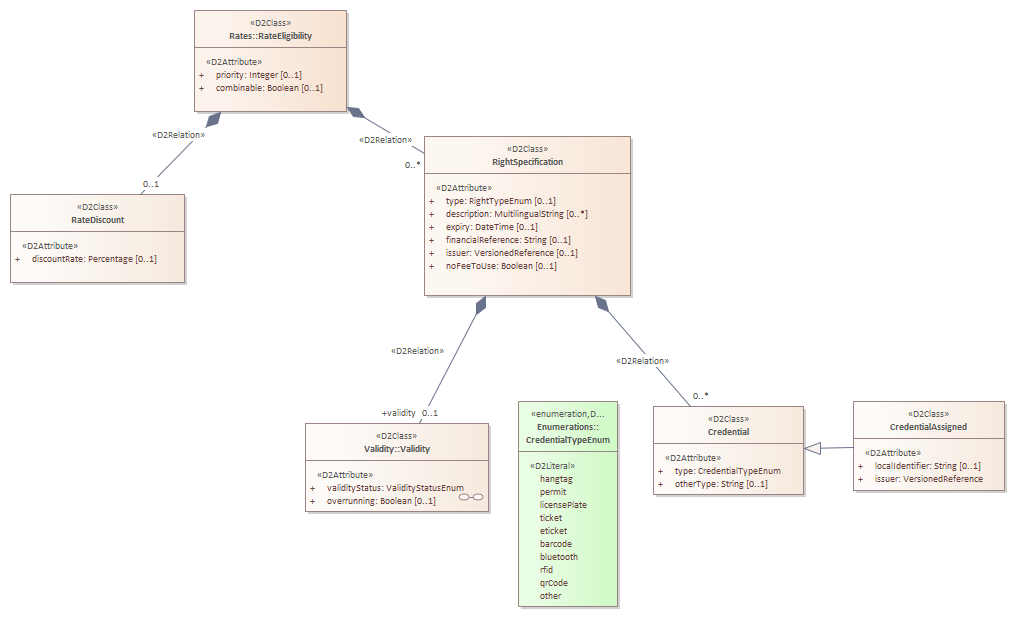 «D2Class»
Rates::RateEligibility
«D2Attribute»
+ priority: Integer [0..1]
+ combinable: Boolean [0..1]
«D2Relation»
0..1
«D2Relation»
0..*
«D2Class»
RateDiscount
«D2Attribute»
+ discountRate: Percentage [0..1]
«D2Class»
RightSpecification
«D2Attribute»
+ type: RightTypeEnum [0..1]
+ description: MultilingualString [0..*]
+ expiry: DateTime [0..1]
+ financialReference: String [0..1]
+ issuer: VersionedReference [0..1]
+ noFeeToUse: Boolean [0..1]
«D2Relation»
+validity 0..1
«D2Relation»
0..*
«D2Class»
Validity::Validity
«D2Attribute»
+ validityStatus: ValidityStatusEnum
+ overrunning: Boolean [0..1]
«enumeration,D...
Enumerations::
CredentialTypeEnum
«D2Literal»
hangtag
permit
licensePlate
ticket
eticket
barcode
bluetooth
rfid
qrCode
other
«D2Class»
Credential
«D2Attribute»
+ type: CredentialTypeEnum
+ otherType: String [0..1]
«D2Class»
CredentialAssigned
«D2Attribute»
+ localIdentifier: String [0..1]
+ issuer: VersionedReference